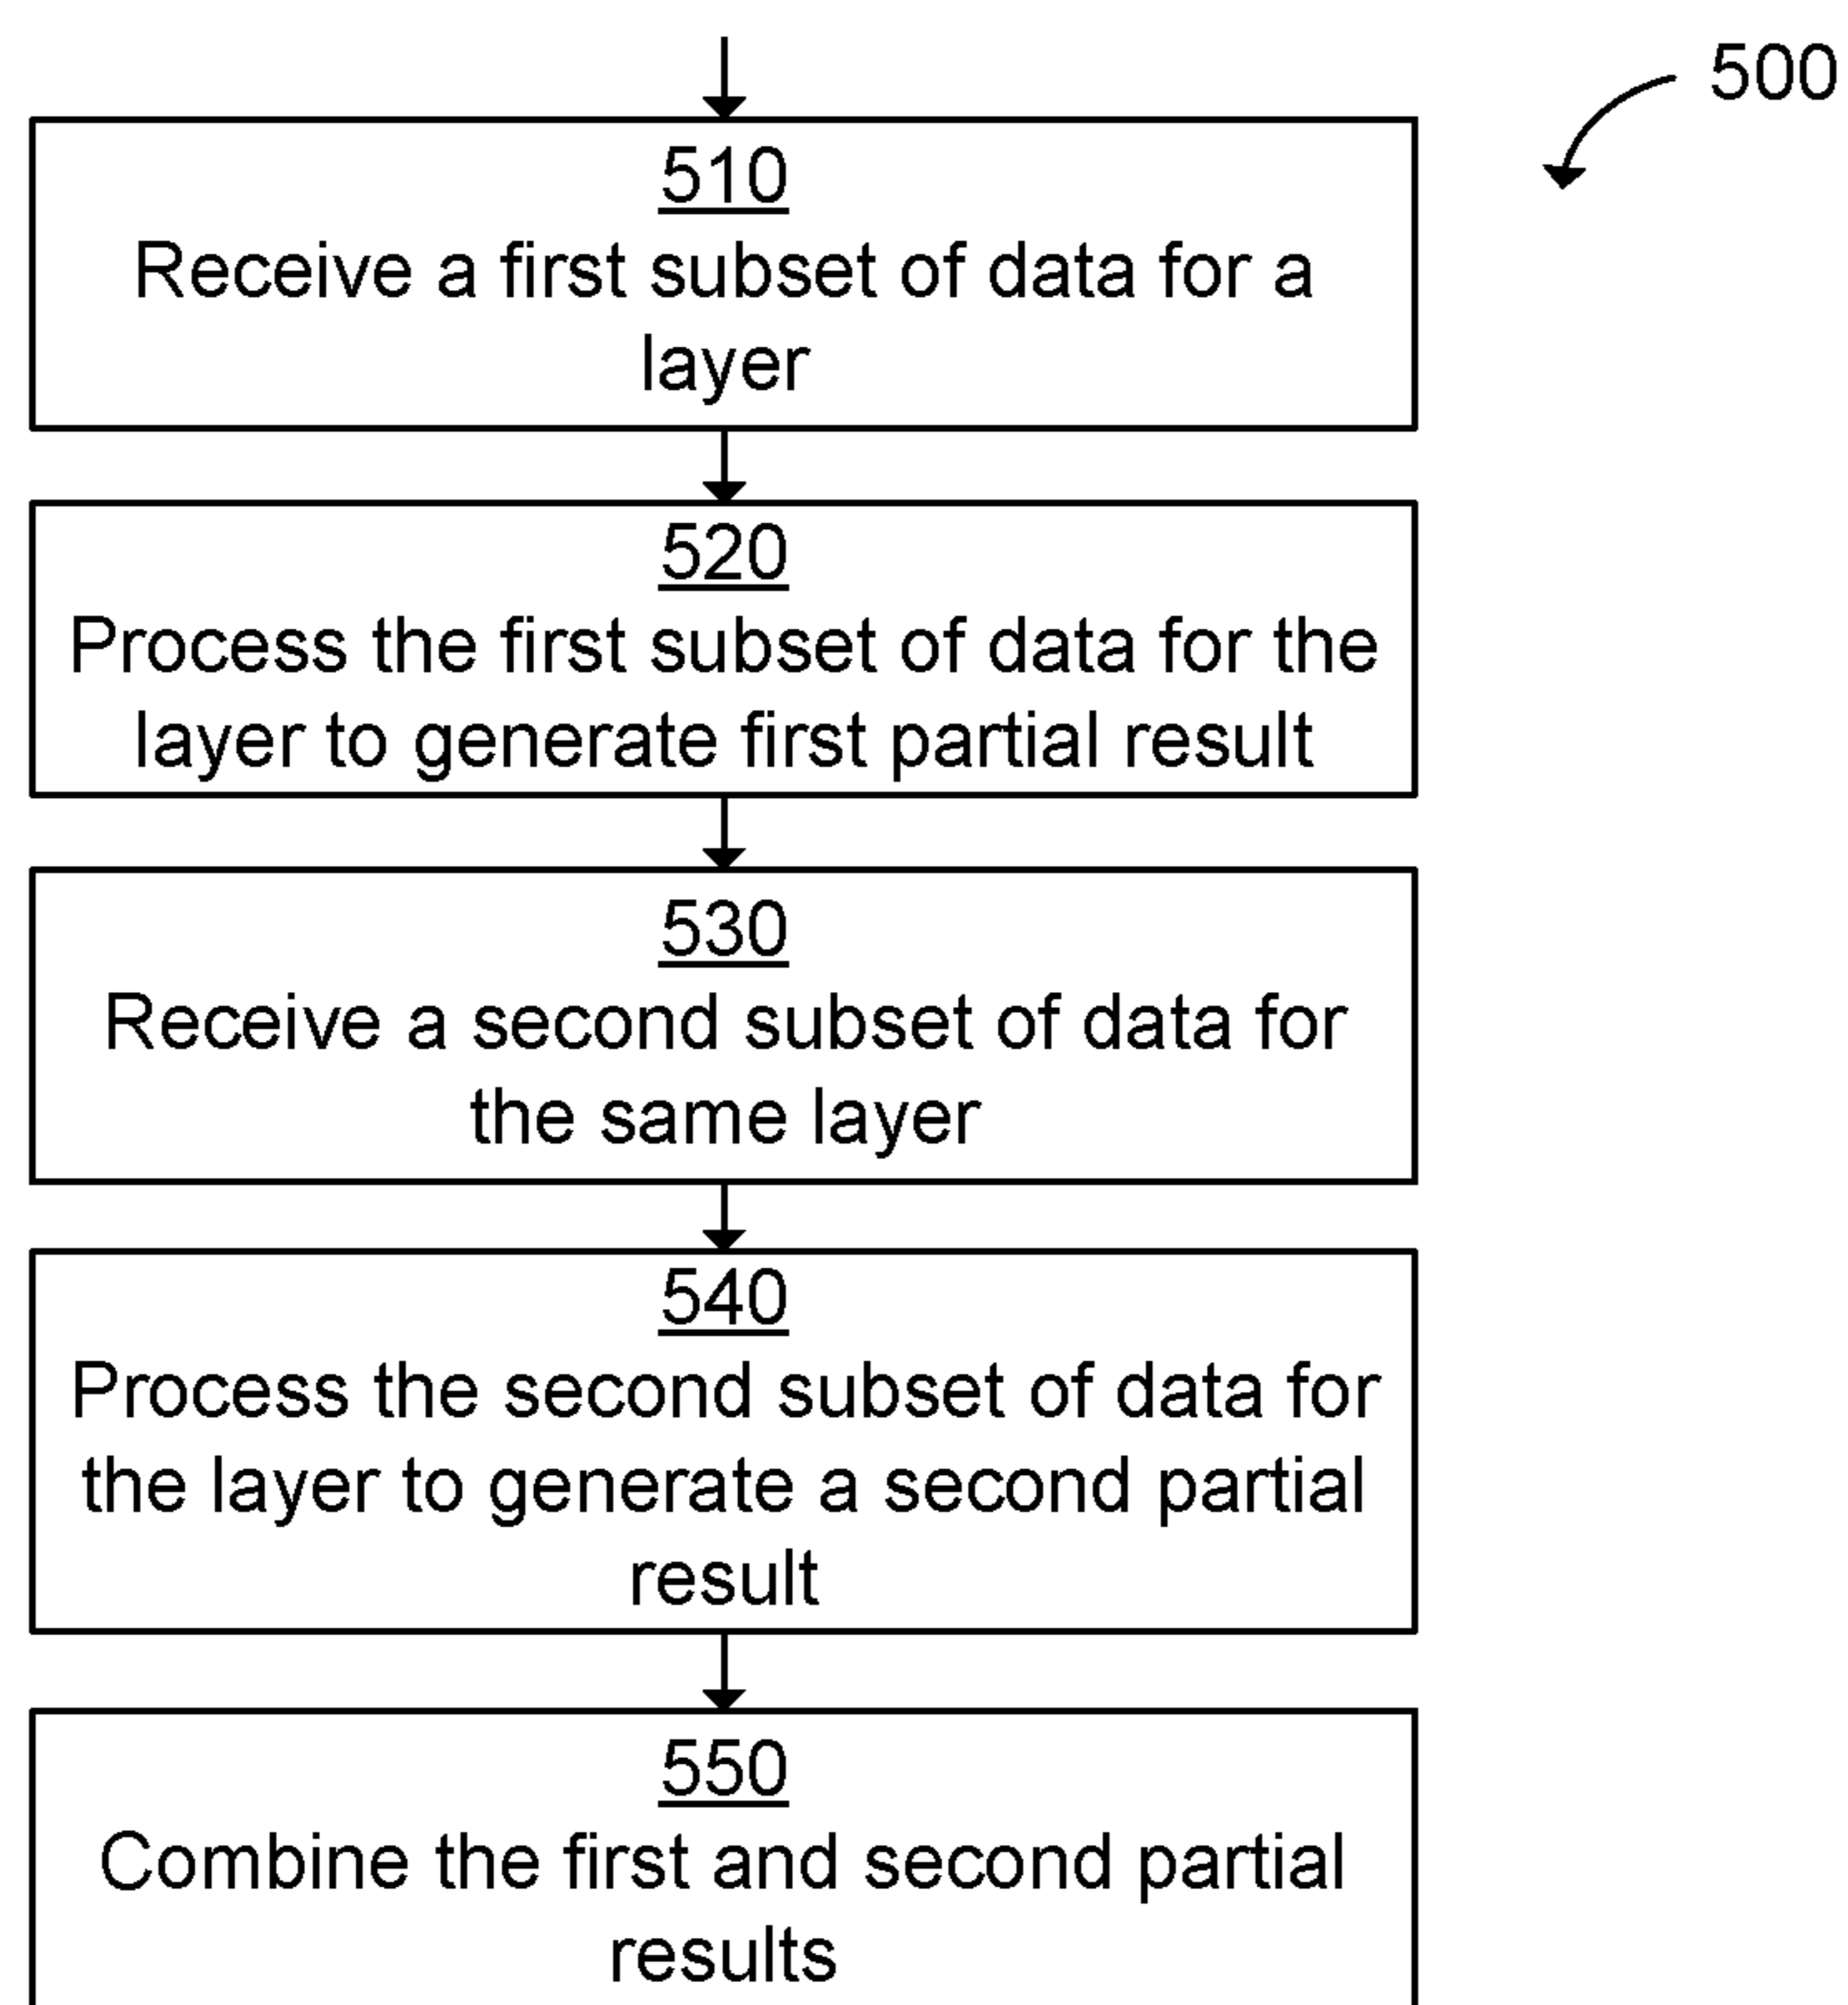 500
510
Receive a first subset of data for a
layer
520
Process the first subset of data for the
layer to generate first partial result
530
Receive a second subset of data for
the same layer
540
Process the second subset of data for
the layer to generate a second partial
result
550
Combine the first and second partial
results